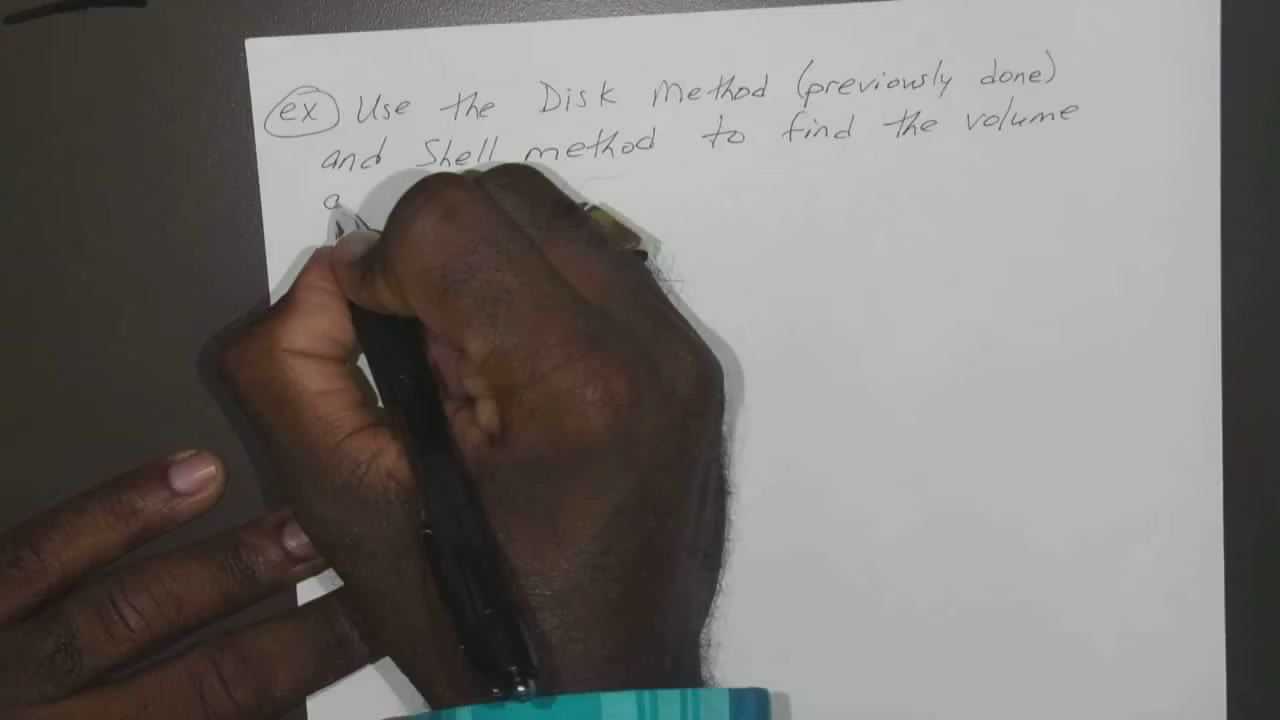 ex Use the Disk Method (previously done)
and Shell method to find the volume